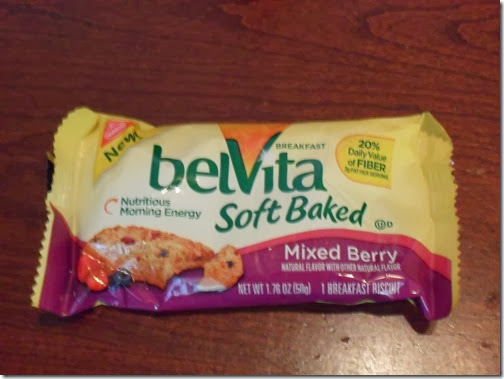 New!
BREAKFAST
belVita
Soft Baked
Nutritious
Morning Energy
20%
Daily Value
of FIBER
U D
Mixed Berry
NATURAL FLAVOR WITH OTHER NATURAL FLAVOR
NET WT 1.76 OZ (50g) 1 BREAKFAST BISCUIT